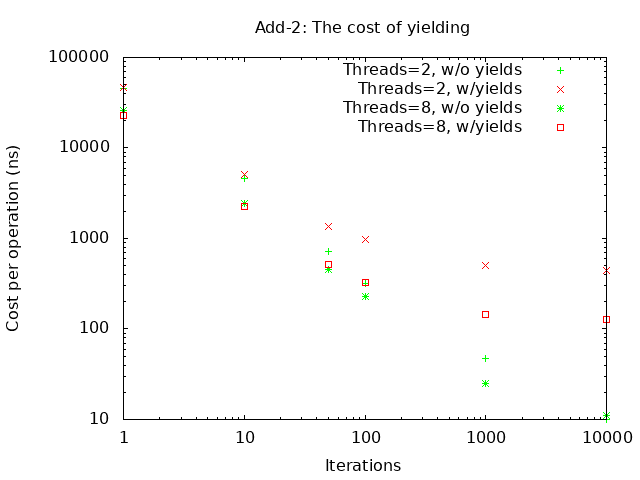 Add-2: The cost of yielding
Cost per operation (ns)
100000
10000
1000
100
10
Threads=2, w/o yields
Threads=2, w/yields
Threads=8, w/o yields
Threads=8, w/yields
1 10 100 1000 10000
Iterations